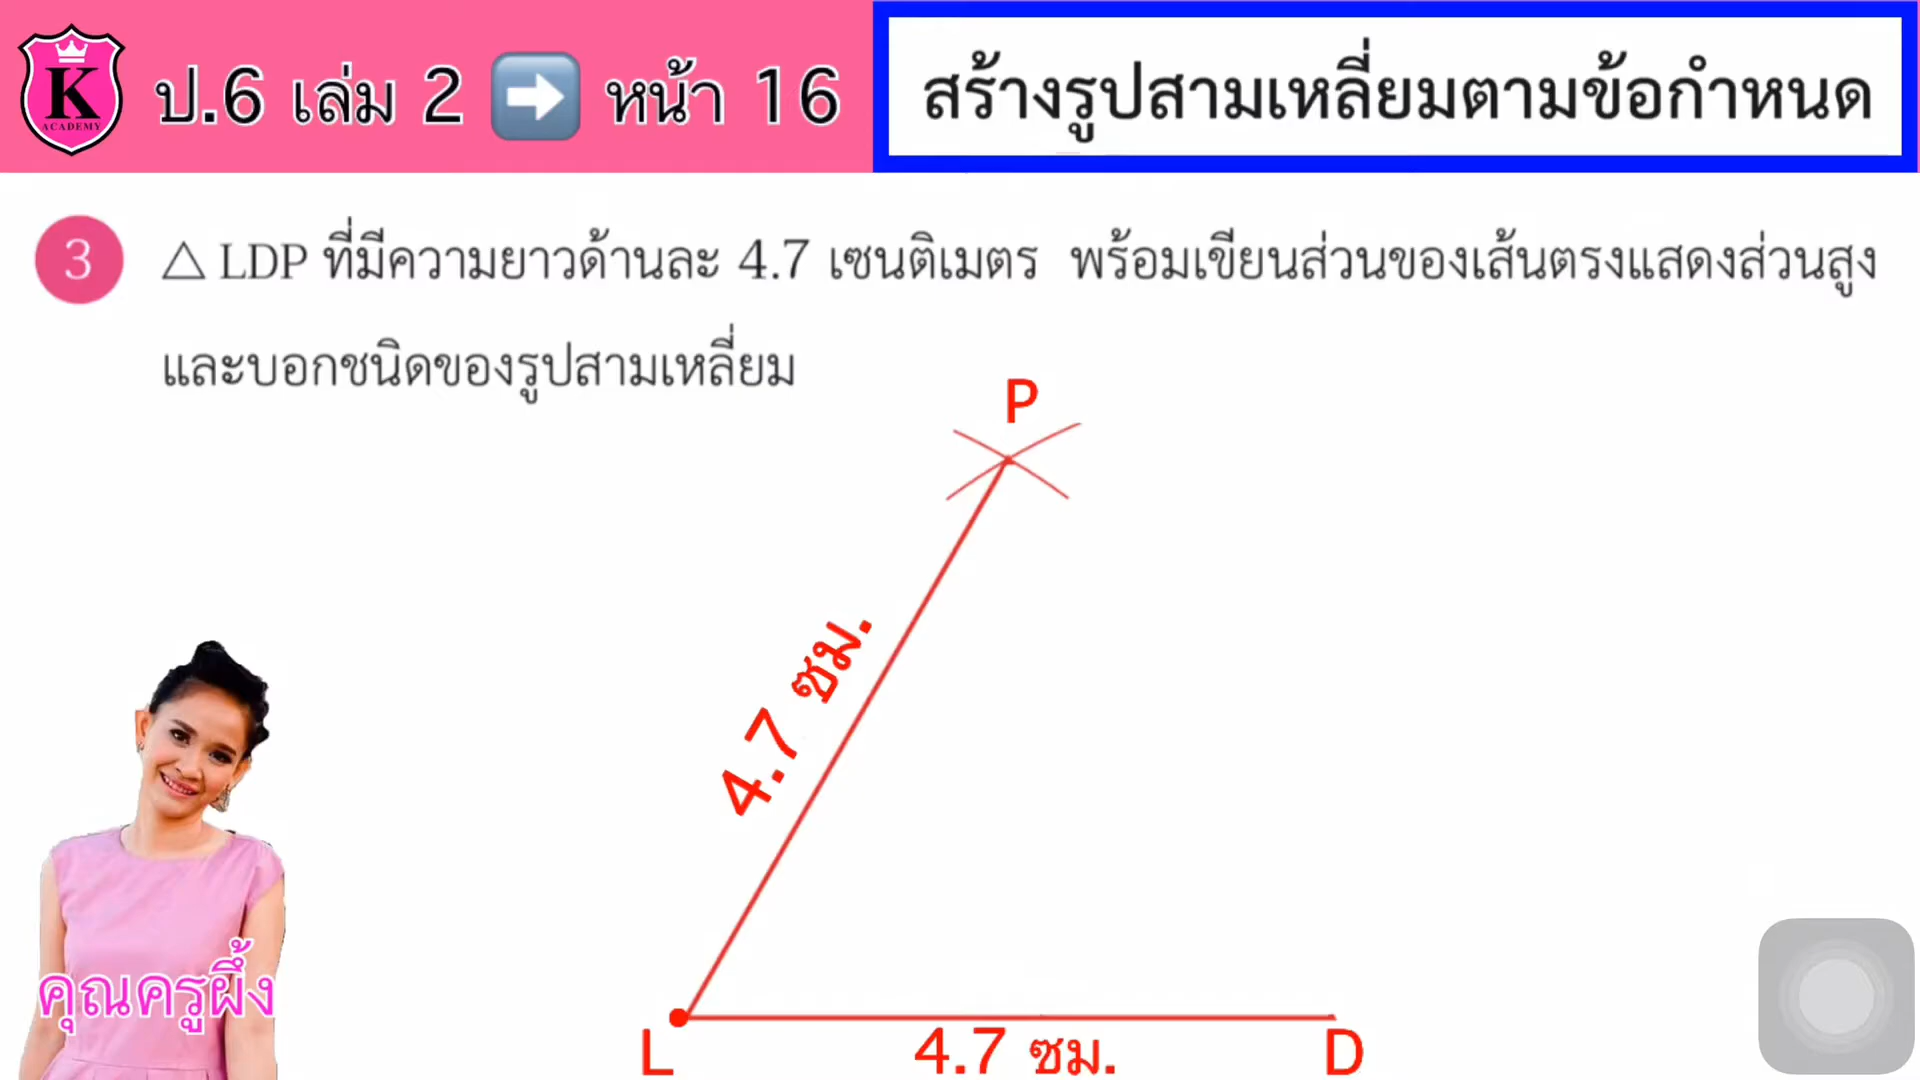 K
ACADEMY
ป.6 เล่ม 2 ➡ หน้า 16
สร้างรูปสามเหลี่ยมตามข้อกำหนด
3 △ LDP ที่มีความยาวด้านละ 4.7 เซนติเมตร พร้อมเขียนส่วนของเส้นตรงแสดงส่วนสูง
และบอกชนิดของรูปสามเหลี่ยม
P
4.7 ซม.
คุณครูผึ้ง
L 4.7 ซม. D